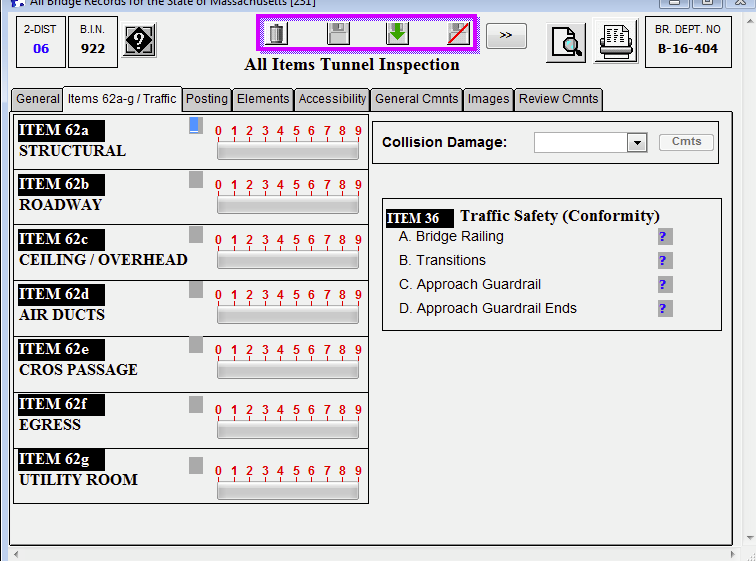 All Bridge Records for the State of Massachusetts [231]
2-DIST
06
B.I.N.
922
?
>>
BR. DEPT. NO
B-16-404
All Items Tunnel Inspection
General Items 62a-g / Traffic Posting Elements Accessibility General Cmnts Images Review Cmnts
ITEM 62a
STRUCTURAL
0 1 2 3 4 5 6 7 8 9
ITEM 62b
ROADWAY
0 1 2 3 4 5 6 7 8 9
ITEM 62c
CEILING / OVERHEAD
0 1 2 3 4 5 6 7 8 9
ITEM 62d
AIR DUCTS
0 1 2 3 4 5 6 7 8 9
ITEM 62e
CROS PASSAGE
0 1 2 3 4 5 6 7 8 9
ITEM 62f
EGRESS
0 1 2 3 4 5 6 7 8 9
ITEM 62g
UTILITY ROOM
0 1 2 3 4 5 6 7 8 9
Collision Damage: Cmts
ITEM 36 Traffic Safety (Conformity)
A. Bridge Railing ?
B. Transitions ?
C. Approach Guardrail ?
D. Approach Guardrail Ends ?